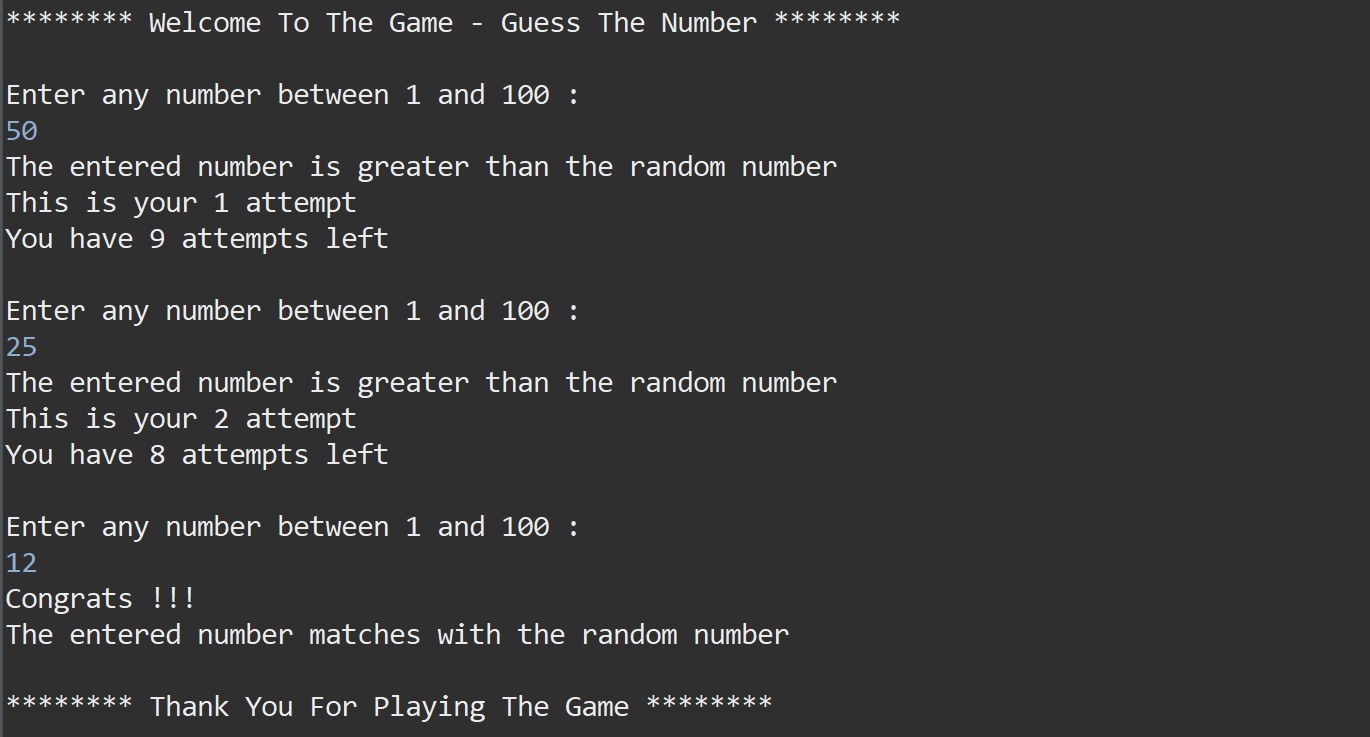 ******** Welcome To The Game - Guess The Number ********
Enter any number between 1 and 100 :
50
The entered number is greater than the random number
This is your 1 attempt
You have 9 attempts left
Enter any number between 1 and 100 :
25
The entered number is greater than the random number
This is your 2 attempt
You have 8 attempts left
Enter any number between 1 and 100 :
12
Congrats !!!
The entered number matches with the random number
******** Thank You For Playing The Game ********